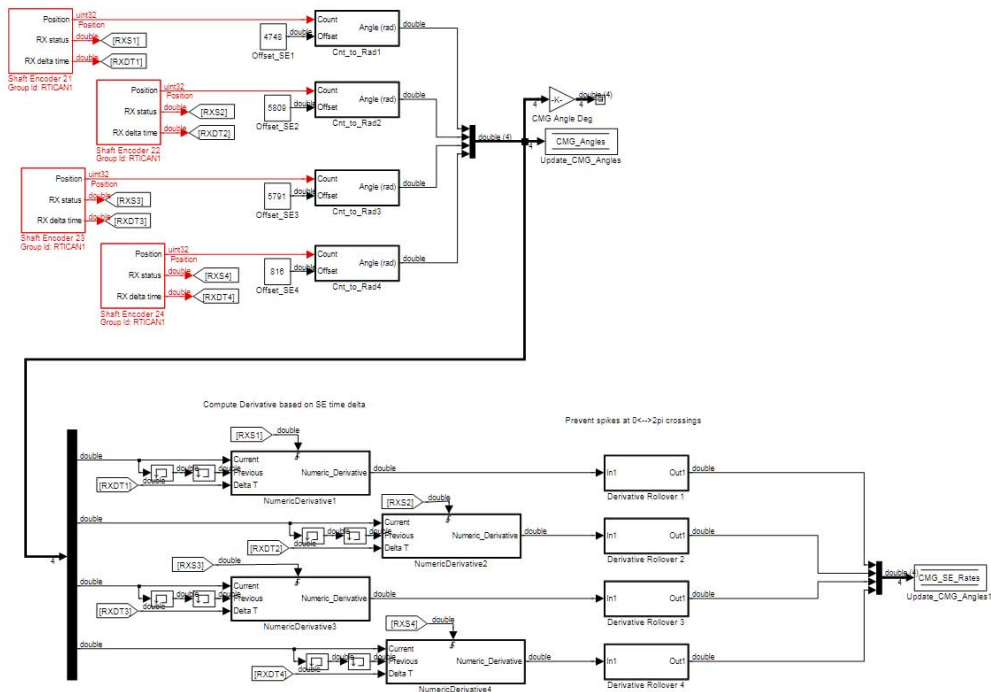 Position
uint32
Position
RX status
double
[RXS1]
RX delta time
double
[RXDT1]
Shaft Encoder 21
Group Id: RTICAN1
4748
double
Offset_SE1
Count
Offset
Angle (rad)
double
Cnt_to_Rad1
Position
uint32
Position
RX status
double
[RXS2]
RX delta time
double
[RXDT2]
Shaft Encoder 22
Group Id: RTICAN1
5809
double
Offset_SE2
Count
Offset
Angle (rad)
double
Cnt_to_Rad2
Position
uint32
Position
RX status
double
[RXS3]
RX delta time
double
[RXDT3]
Shaft Encoder 23
Group Id: RTICAN1
5791
double
Offset_SE3
Count
Offset
Angle (rad)
double
Cnt_to_Rad3
Position
uint32
Position
RX status
double
[RXS4]
RX delta time
double
[RXDT4]
Shaft Encoder 24
Group Id: RTICAN1
816
double
Offset_SE4
Count
Offset
Angle (rad)
double
Cnt_to_Rad4
double (4)
4
4
-K-
double (4)
4
CMG Angle Deg
CMG_Angles
Update_CMG_Angles
4
Compute Derivative based on SE time delta
Prevent spikes at 0<-->2pi crossings
[RXS1]
double
double
double
double
Current
Previous
Delta T
Numeric_Derivative
double
[RXDT1]
double
NumericDerivative1
In1
Out1
double
Derivative Rollover 1
[RXS2]
double
double
double
double
Current
Previous
Delta T
Numeric_Derivative
double
[RXDT2]
double
NumericDerivative2
In1
Out1
double
Derivative Rollover 2
[RXS3]
double
double
double
double
Current
Previous
Delta T
Numeric_Derivative
double
[RXDT3]
double
NumericDerivative3
In1
Out1
double
Derivative Rollover 3
[RXS4]
double
double
double
double
Current
Previous
Delta T
Numeric_Derivative
double
[RXDT4]
double
NumericDerivative4
In1
Out1
double
Derivative Rollover 4
double (4)
4
CMG_SE_Rates
Update_CMG_Angles1